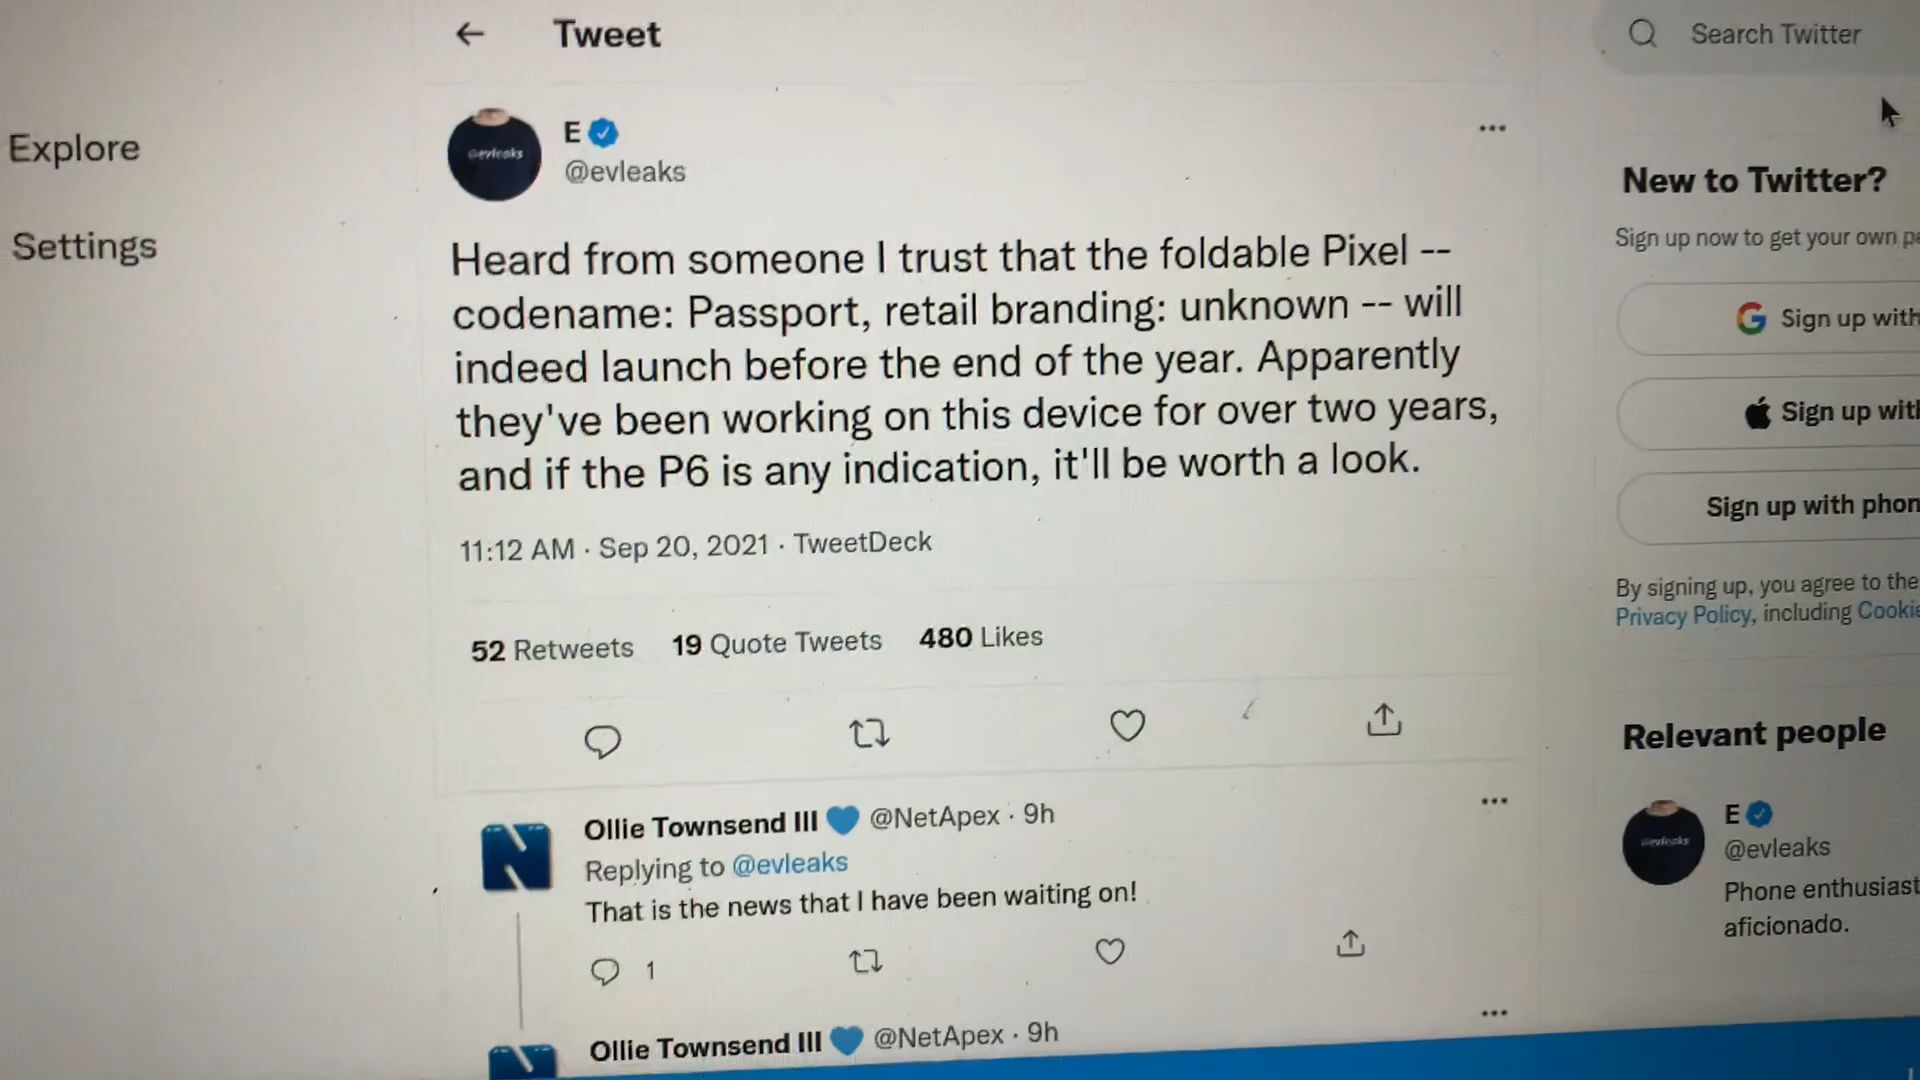 Tweet
Search Twitter
Explore
Settings
E
@evleaks
@evleaks
Heard from someone I trust that the foldable Pixel --
codename: Passport, retail branding: unknown -- will
indeed launch before the end of the year. Apparently
they've been working on this device for over two years,
and if the P6 is any indication, it'll be worth a look.
11:12 AM · Sep 20, 2021 · TweetDeck
52 Retweets 19 Quote Tweets 480 Likes
Ollie Townsend III 💙 @NetApex · 9h
Replying to @evleaks
That is the news that I have been waiting on!
1
Ollie Townsend III 💙 @NetApex · 9h
New to Twitter?
Sign up now to get your own
Sign up with
Sign up with
Sign up with phon
By signing up, you agree to the
Privacy Policy, including Cookie
Relevant people
E
@evleaks
@evleaks
Phone enthusiast
aficionado.